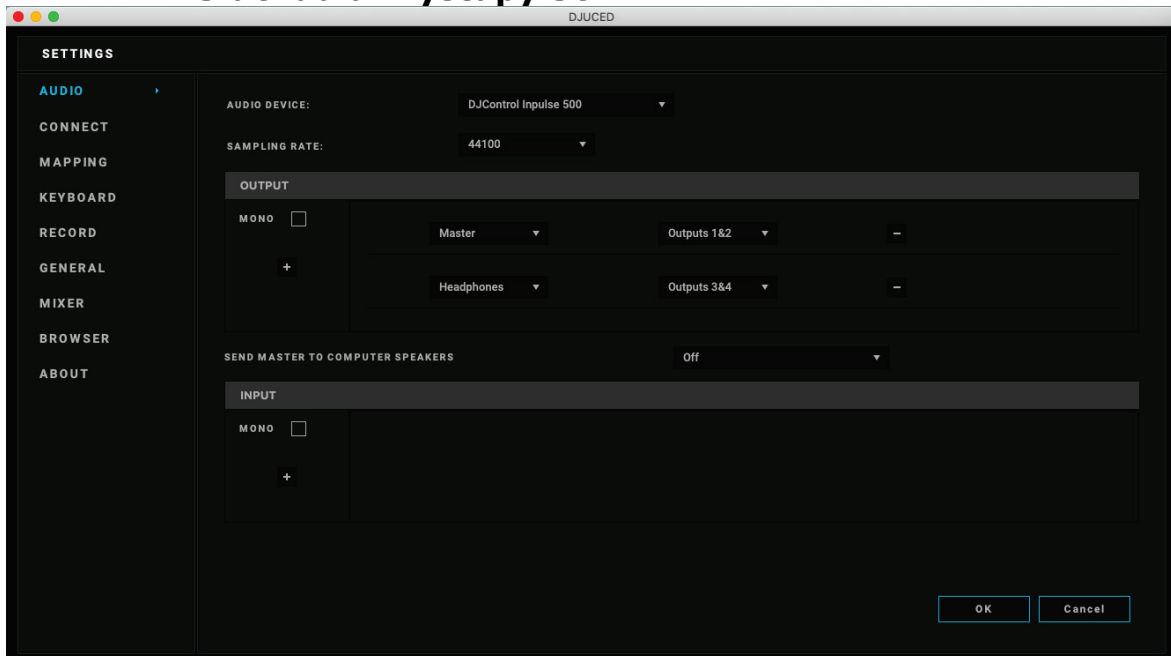 DJUCED
SETTINGS
AUDIO
CONNECT
MAPPING
KEYBOARD
RECORD
GENERAL
MIXER
BROWSER
ABOUT
AUDIO DEVICE: DJControl Inpulse 500
SAMPLING RATE: 44100
OUTPUT
MONO
+
Master Outputs 1&2 -
Headphones Outputs 3&4 -
SEND MASTER TO COMPUTER SPEAKERS Off
INPUT
MONO
+
OK Cancel